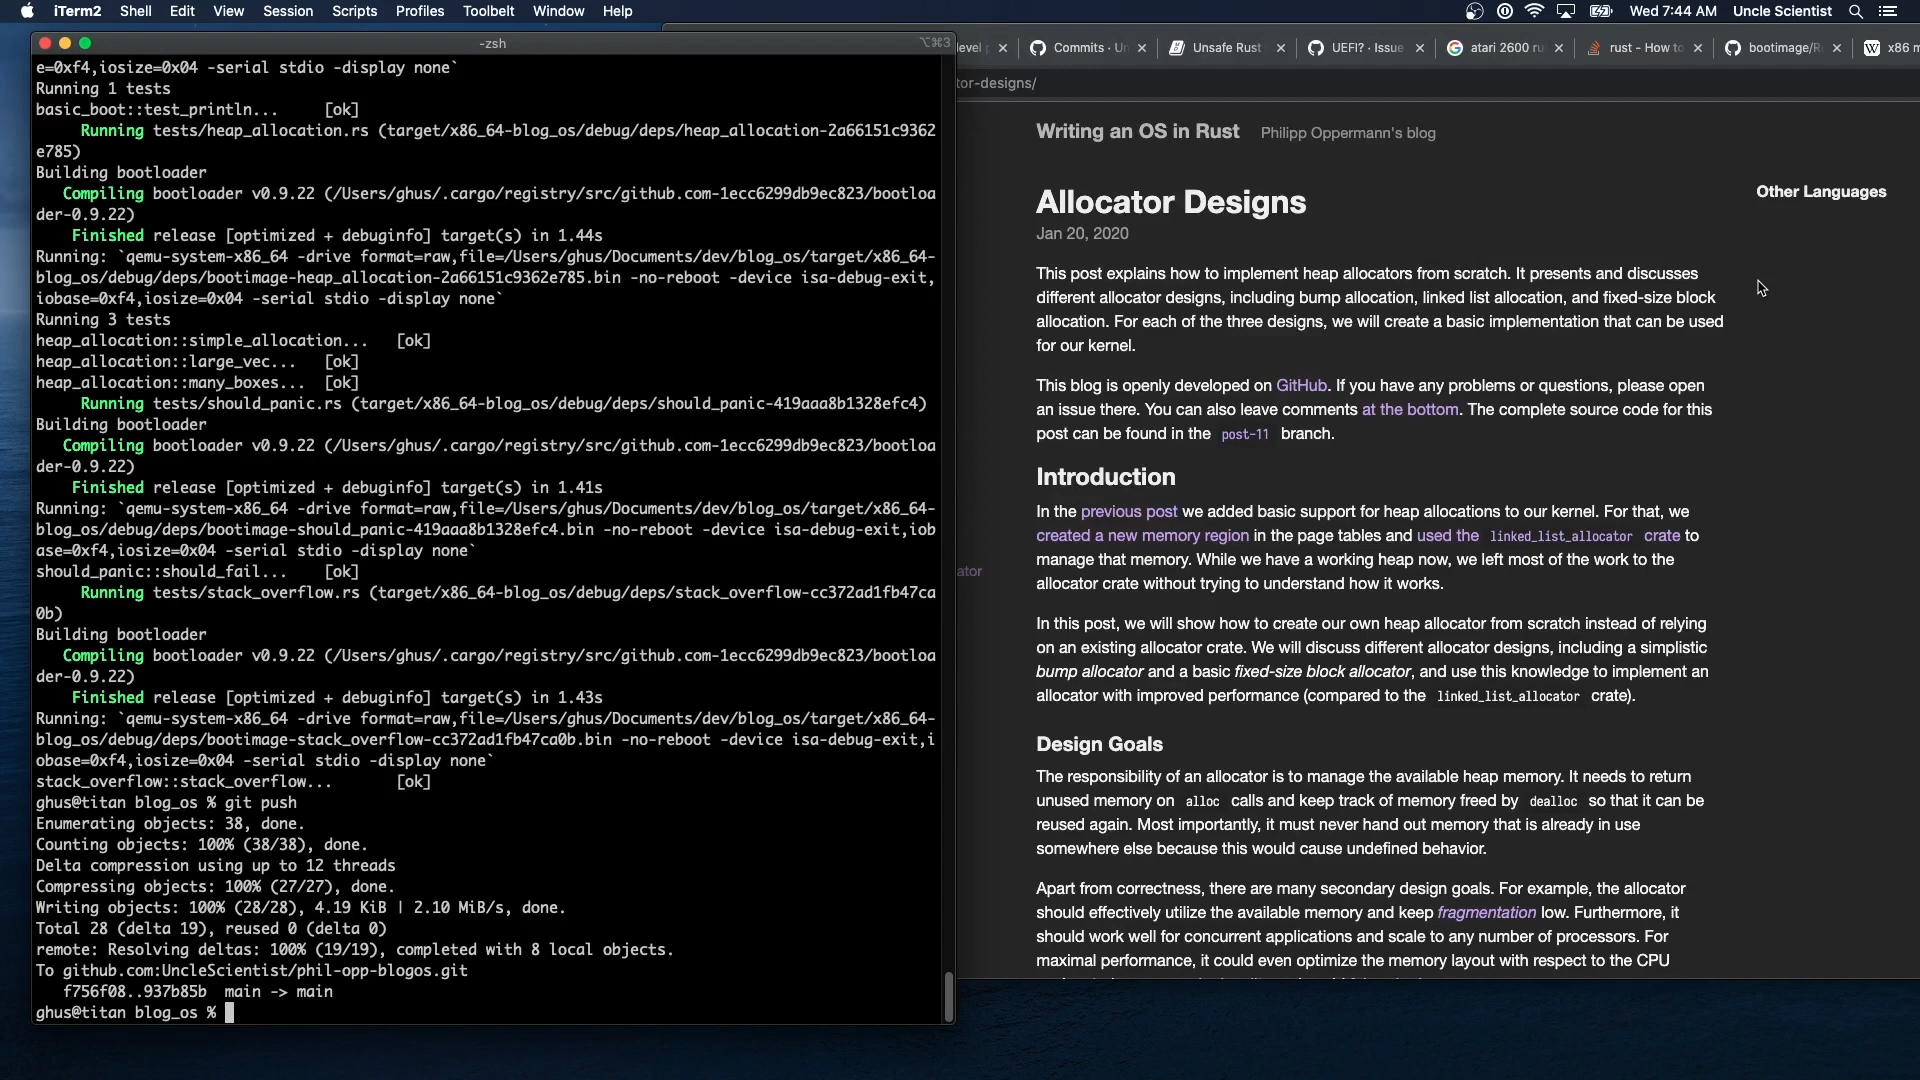 iTerm2 Shell Edit View Session Scripts Profiles Toolbelt Window Help
Wed 7:44 AM Uncle Scientist
-zsh
⌥⌘3
e=0xf4,iosize=0x04 -serial stdio -display none`
Running 1 tests
basic_boot::test_println... [ok]
Running tests/heap_allocation.rs (target/x86_64-blog_os/debug/deps/heap_allocation-2a66151c9362
e785)
Building bootloader
Compiling bootloader v0.9.22 (/Users/ghus/.cargo/registry/src/github.com-1ecc6299db9ec823/bootloa
der-0.9.22)
Finished release [optimized + debuginfo] target(s) in 1.44s
Running: `qemu-system-x86_64 -drive format=raw,file=/Users/ghus/Documents/dev/blog_os/target/x86_64-
blog_os/debug/deps/bootimage-heap_allocation-2a66151c9362e785.bin -no-reboot -device isa-debug-exit,
iobase=0xf4,iosize=0x04 -serial stdio -display none`
Running 3 tests
heap_allocation::simple_allocation... [ok]
heap_allocation::large_vec... [ok]
heap_allocation::many_boxes... [ok]
Running tests/should_panic.rs (target/x86_64-blog_os/debug/deps/should_panic-419aaa8b1328efc4)
Building bootloader
Compiling bootloader v0.9.22 (/Users/ghus/.cargo/registry/src/github.com-1ecc6299db9ec823/bootloa
der-0.9.22)
Finished release [optimized + debuginfo] target(s) in 1.41s
Running: `qemu-system-x86_64 -drive format=raw,file=/Users/ghus/Documents/dev/blog_os/target/x86_64-
blog_os/debug/deps/bootimage-should_panic-419aaa8b1328efc4.bin -no-reboot -device isa-debug-exit,iob
ase=0xf4,iosize=0x04 -serial stdio -display none`
should_panic::should_fail... [ok]
Running tests/stack_overflow.rs (target/x86_64-blog_os/debug/deps/stack_overflow-cc372ad1fb47ca
0b)
Building bootloader
Compiling bootloader v0.9.22 (/Users/ghus/.cargo/registry/src/github.com-1ecc6299db9ec823/bootloa
der-0.9.22)
Finished release [optimized + debuginfo] target(s) in 1.43s
Running: `qemu-system-x86_64 -drive format=raw,file=/Users/ghus/Documents/dev/blog_os/target/x86_64-
blog_os/debug/deps/bootimage-stack_overflow-cc372ad1fb47ca0b.bin -no-reboot -device isa-debug-exit,i
obase=0xf4,iosize=0x04 -serial stdio -display none`
stack_overflow::stack_overflow... [ok]
ghus@titan blog_os % git push
Enumerating objects: 38, done.
Counting objects: 100% (38/38), done.
Delta compression using up to 12 threads
Compressing objects: 100% (27/27), done.
Writing objects: 100% (28/28), 4.19 KiB | 2.10 MiB/s, done.
Total 28 (delta 19), reused 0 (delta 0)
remote: Resolving deltas: 100% (19/19), completed with 8 local objects.
To github.com:UncleScientist/phil-opp-blogos.git
f756f08..937b85b main -> main
ghus@titan blog_os %
evel p Commits · Un Unsafe Rust UEFI? · Issue atari 2600 ru rust - How to bootimage/R x86 m
tor-designs/
Writing an OS in Rust Philipp Oppermann's blog
Allocator Designs
Other Languages
Jan 20, 2020
This post explains how to implement heap allocators from scratch. It presents and discusses
different allocator designs, including bump allocation, linked list allocation, and fixed-size block
allocation. For each of the three designs, we will create a basic implementation that can be used
for our kernel.
This blog is openly developed on GitHub. If you have any problems or questions, please open
an issue there. You can also leave comments at the bottom. The complete source code for this
post can be found in the post-11 branch.
Introduction
In the previous post we added basic support for heap allocations to our kernel. For that, we
created a new memory region in the page tables and used the linked_list_allocator crate to
manage that memory. While we have a working heap now, we left most of the work to the
ator
allocator crate without trying to understand how it works.
In this post, we will show how to create our own heap allocator from scratch instead of relying
on an existing allocator crate. We will discuss different allocator designs, including a simplistic
bump allocator and a basic fixed-size block allocator, and use this knowledge to implement an
allocator with improved performance (compared to the linked_list_allocator crate).
Design Goals
The responsibility of an allocator is to manage the available heap memory. It needs to return
unused memory on alloc calls and keep track of memory freed by dealloc so that it can be
reused again. Most importantly, it must never hand out memory that is already in use
somewhere else because this would cause undefined behavior.
Apart from correctness, there are many secondary design goals. For example, the allocator
should effectively utilize the available memory and keep fragmentation low. Furthermore, it
should work well for concurrent applications and scale to any number of processors. For
maximal performance, it could even optimize the memory layout with respect to the CPU